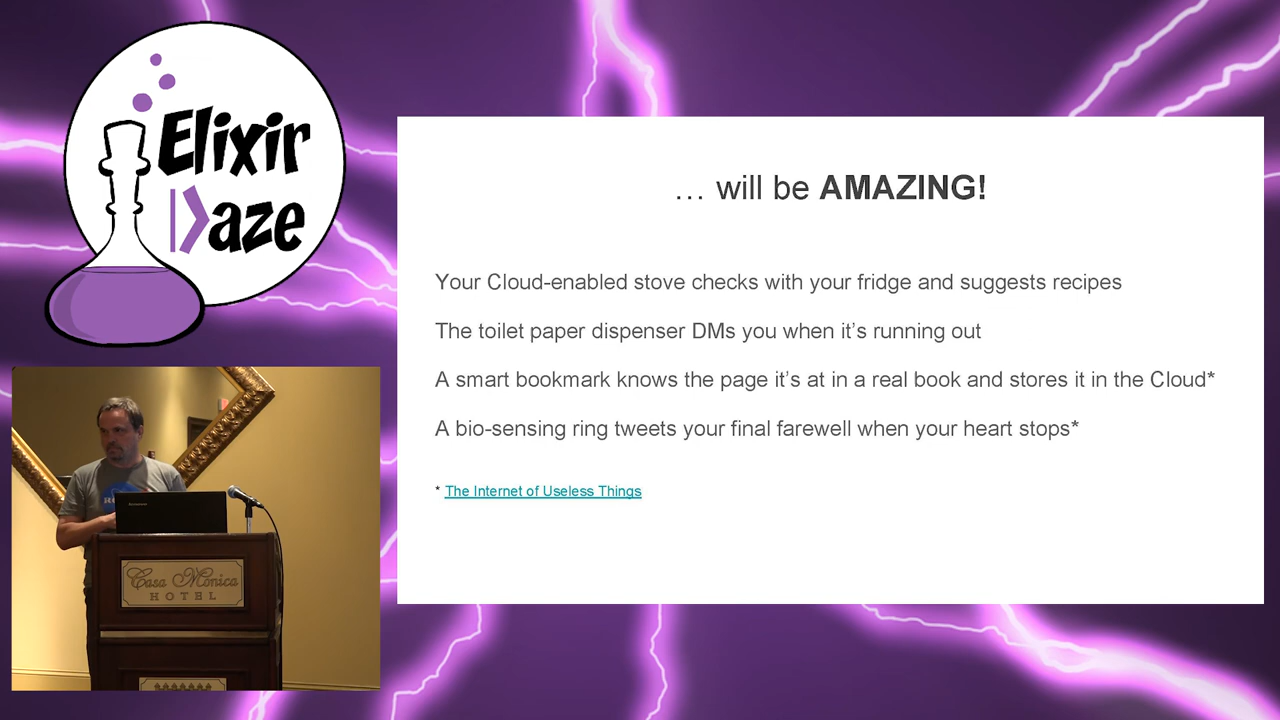 Elixir
Daze
… will be AMAZING!
Your Cloud-enabled stove checks with your fridge and suggests recipes
The toilet paper dispenser DMs you when it’s running out
A smart bookmark knows the page it’s at in a real book and stores it in the Cloud*
A bio-sensing ring tweets your final farewell when your heart stops*
* The Internet of Useless Things
Casa Monica
HOTEL